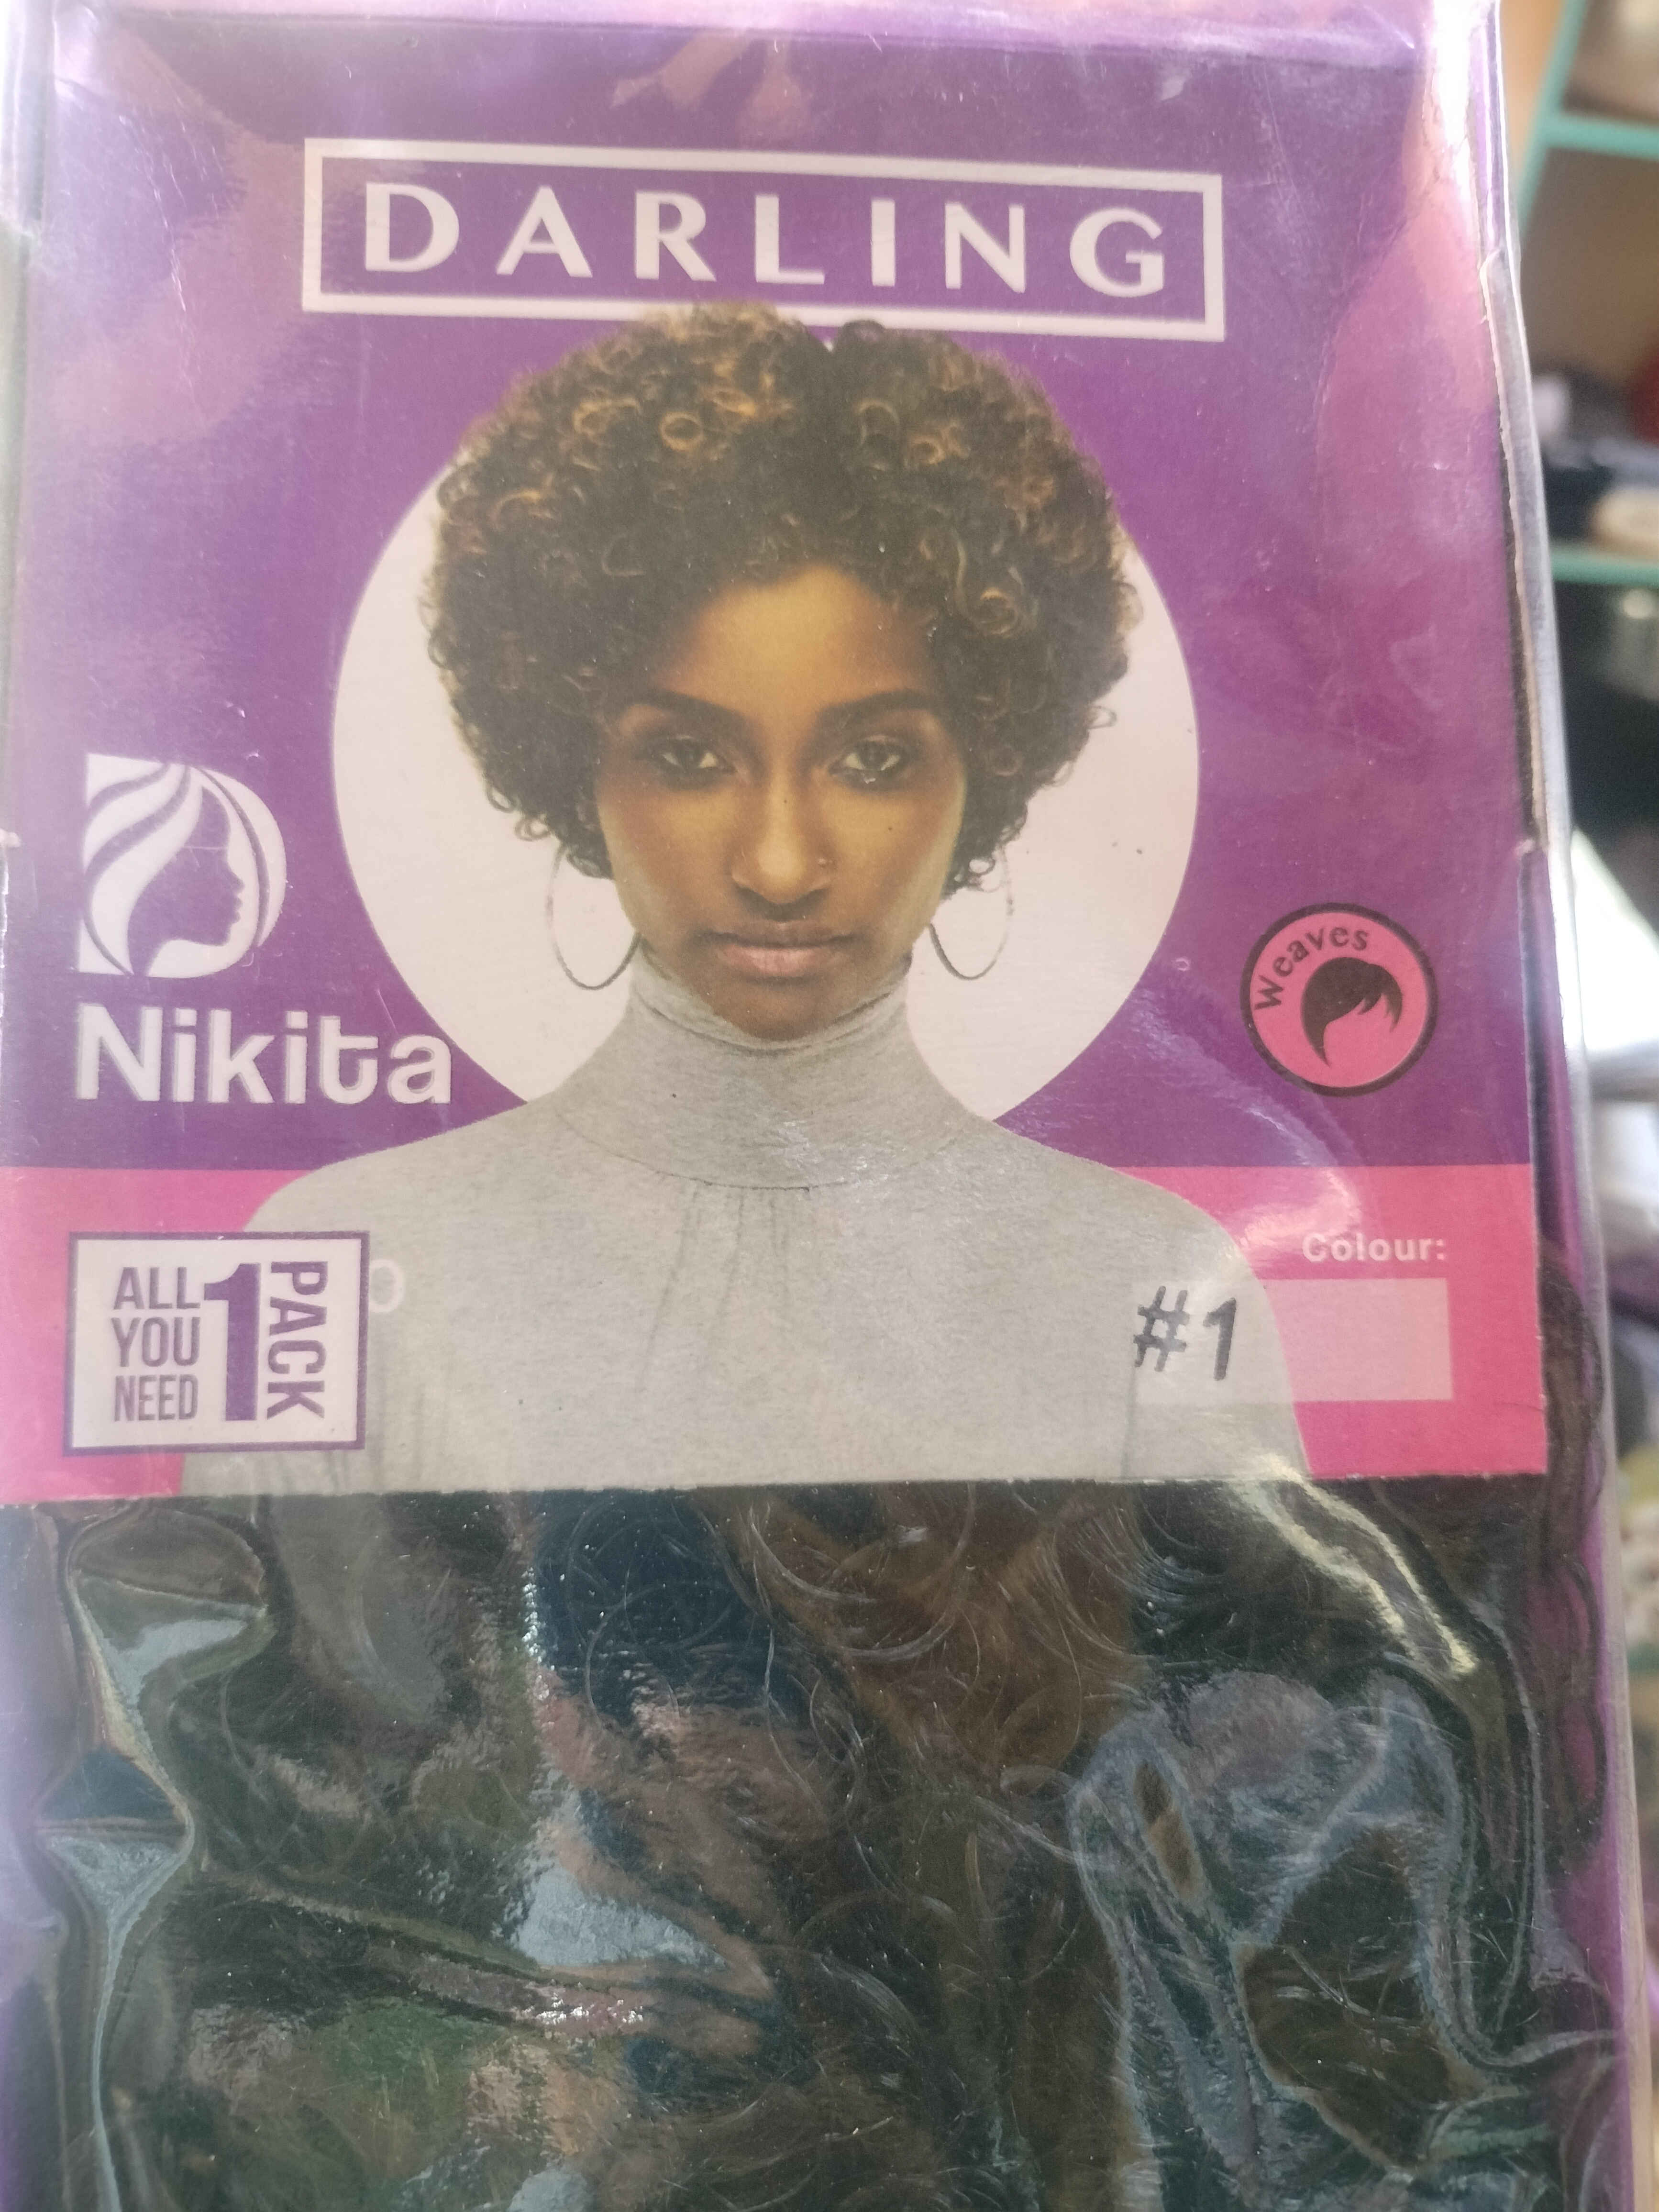 DARLING
Nikita
Weaves
ALL
YOU
NEED
1
PACK
Colour:
#1